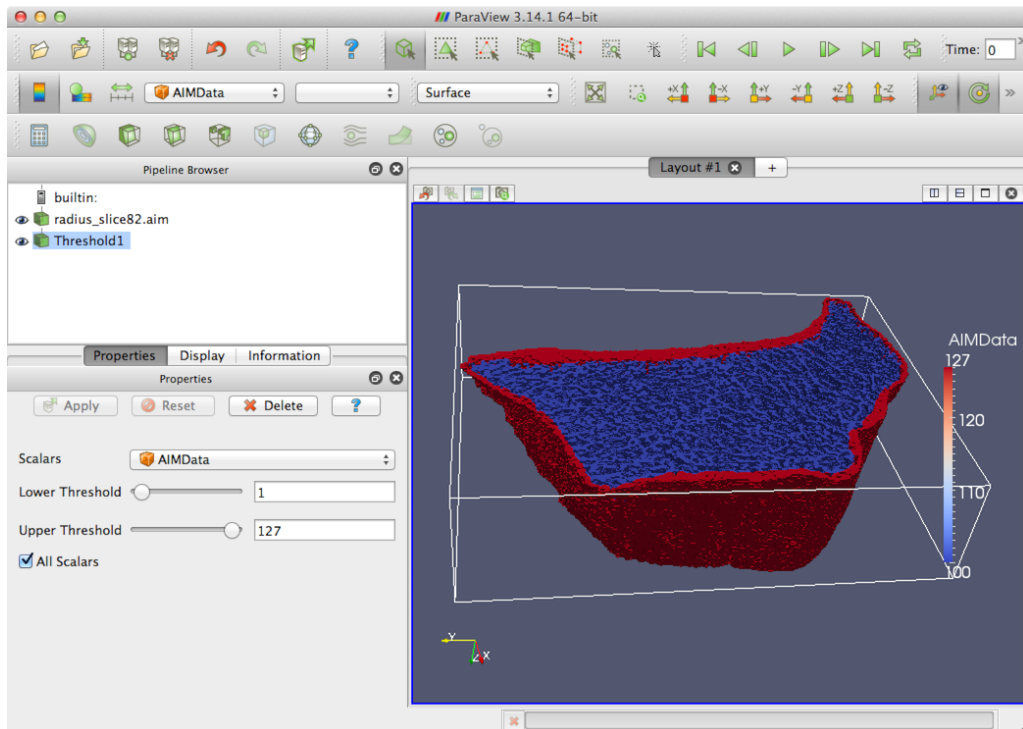 ParaView 3.14.1 64-bit
? Time: 0
AIMData Surface +X -X +Y -Y +Z -Z »
Pipeline Browser
Layout #1 +
builtin:
radius_slice82.aim
Threshold1
Properties Display Information
Properties
Apply Reset Delete ?
Scalars AIMData
Lower Threshold 1
Upper Threshold 127
All Scalars
AIMData
127
120
110
100
Y
Z X